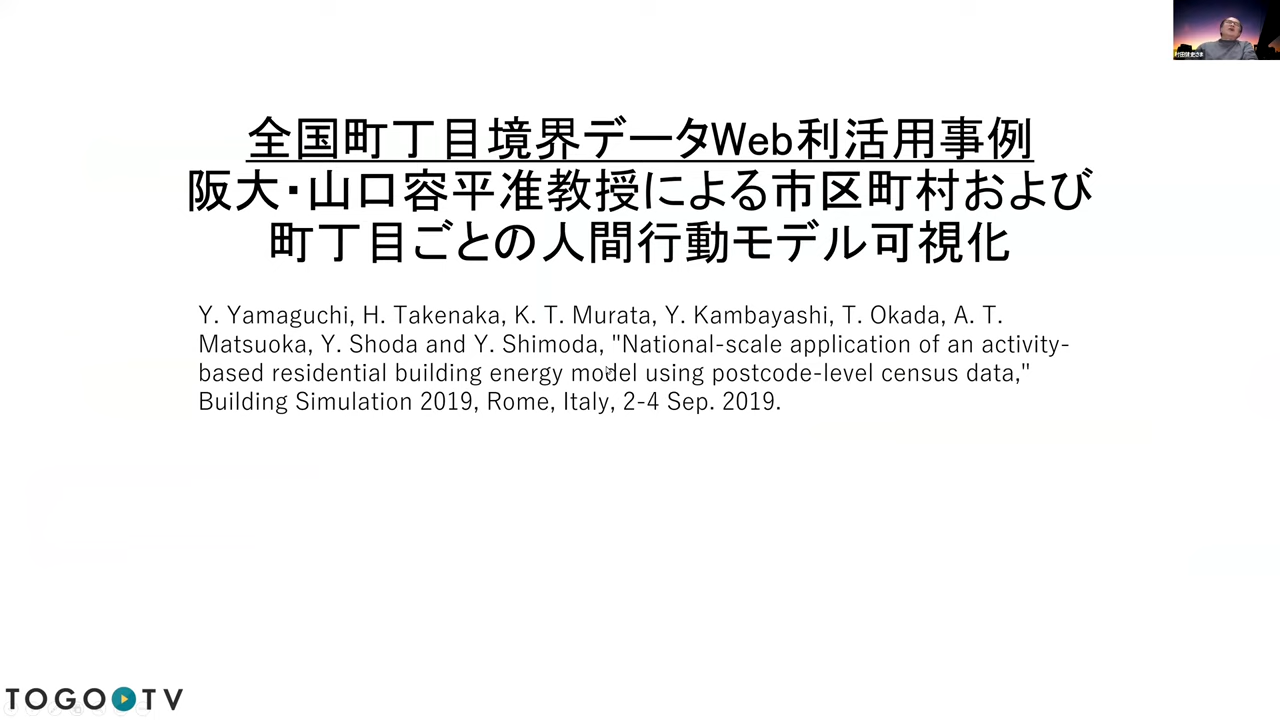 全国町丁目境界データWeb利活用事例
阪大・山口容平准教授による市区町村および
町丁目ごとの人間行動モデル可視化
Y. Yamaguchi, H. Takenaka, K. T. Murata, Y. Kambayashi, T. Okada, A. T.
Matsuoka, Y. Shoda and Y. Shimoda, "National-scale application of an activity-
based residential building energy model using postcode-level census data,"
Building Simulation 2019, Rome, Italy, 2-4 Sep. 2019.
TOGO TV